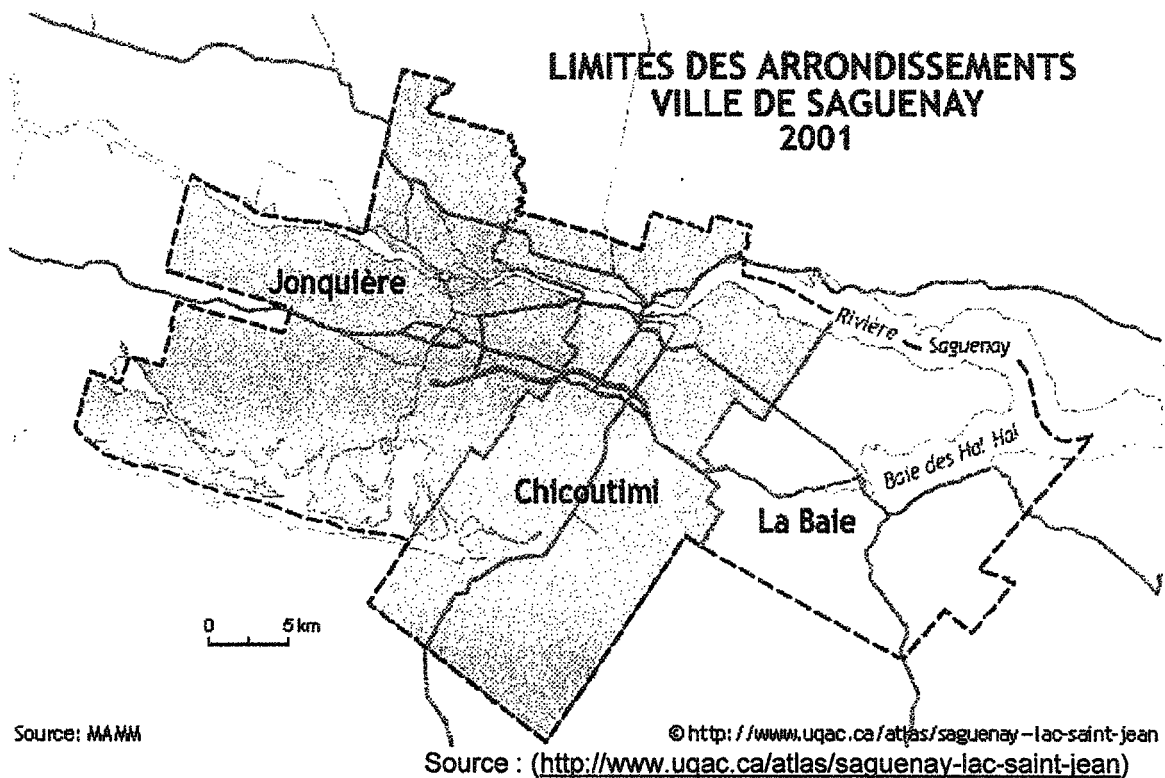 LIMITES DES ARRONDISSEMENTS
VILLE DE SAGUENAY
2001
Jonquière
Rivière Saguenay
Baie des Ha! Ha!
Chicoutimi
La Baie
0 5 km
Source: MAMM
© http://www.uqac.ca/atlas/saguenay-lac-saint-jean
Source : (http://www.uqac.ca/atlas/saguenay-lac-saint-jean)